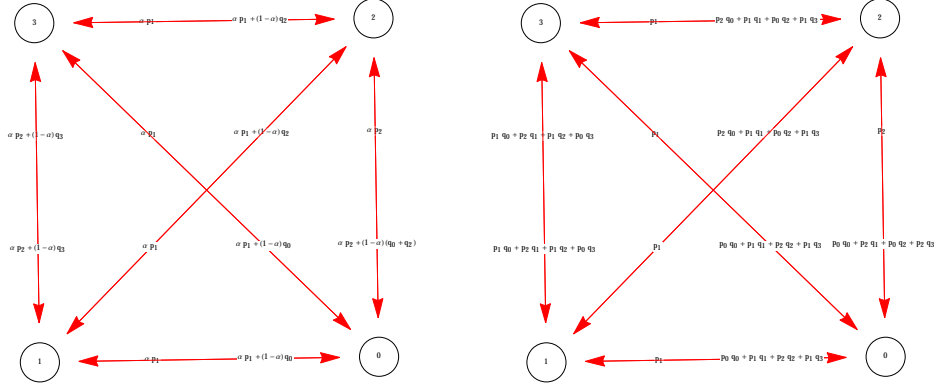 3
α p1
α p1 + (1-α) q2
2
α p2 + (1-α) q3
α p1
α p1 + (1-α) q2
α p2
α p2 + (1-α) q3
α p1
α p1 + (1-α) q0
α p2 + (1-α) (q0 + q2)
1
α p1
α p1 + (1-α) q0
0
3
p1
p2 q0 + p1 q1 + p0 q2 + p1 q3
2
p1 q0 + p2 q1 + p1 q2 + p0 q3
p1
p2 q0 + p1 q1 + p0 q2 + p1 q3
p2
p1 q0 + p2 q1 + p1 q2 + p0 q3
p1
p0 q0 + p1 q1 + p2 q2 + p1 q3
p0 q0 + p2 q1 + p0 q2 + p2 q3
1
p1
p0 q0 + p1 q1 + p2 q2 + p1 q3
0